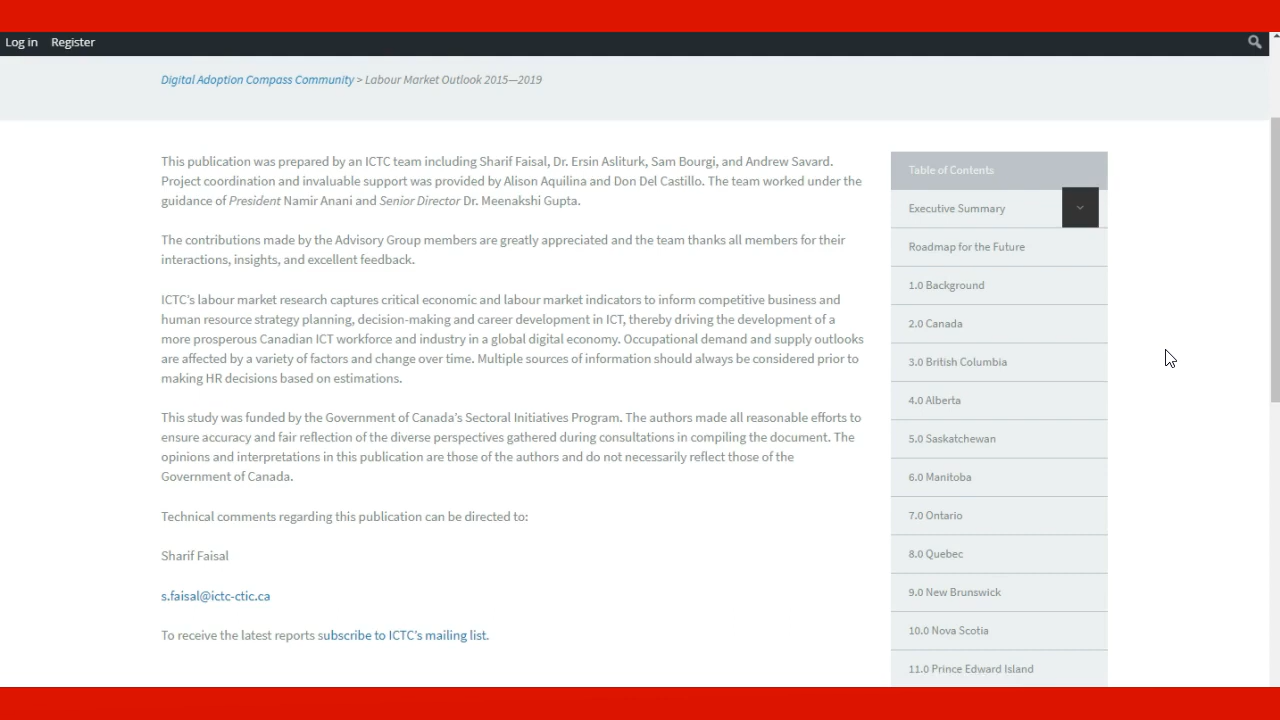 Log in Register
Digital Adoption Compass Community > Labour Market Outlook 2015—2019
This publication was prepared by an ICTC team including Sharif Faisal, Dr. Ersin Asliturk, Sam Bourgi, and Andrew Savard.
Project coordination and invaluable support was provided by Alison Aquilina and Don Del Castillo. The team worked under the
guidance of President Namir Anani and Senior Director Dr. Meenakshi Gupta.
The contributions made by the Advisory Group members are greatly appreciated and the team thanks all members for their
interactions, insights, and excellent feedback.
ICTC's labour market research captures critical economic and labour market indicators to inform competitive business and
human resource strategy planning, decision-making and career development in ICT, thereby driving the development of a
more prosperous Canadian ICT workforce and industry in a global digital economy. Occupational demand and supply outlooks
are affected by a variety of factors and change over time. Multiple sources of information should always be considered prior to
making HR decisions based on estimations.
This study was funded by the Government of Canada's Sectoral Initiatives Program. The authors made all reasonable efforts to
ensure accuracy and fair reflection of the diverse perspectives gathered during consultations in compiling the document. The
opinions and interpretations in this publication are those of the authors and do not necessarily reflect those of the
Government of Canada.
Technical comments regarding this publication can be directed to:
Sharif Faisal
s.faisal@ictc-ctic.ca
To receive the latest reports subscribe to ICTC's mailing list.
Table of Contents
Executive Summary
Roadmap for the Future
1.0 Background
2.0 Canada
3.0 British Columbia
4.0 Alberta
5.0 Saskatchewan
6.0 Manitoba
7.0 Ontario
8.0 Quebec
9.0 New Brunswick
10.0 Nova Scotia
11.0 Prince Edward Island